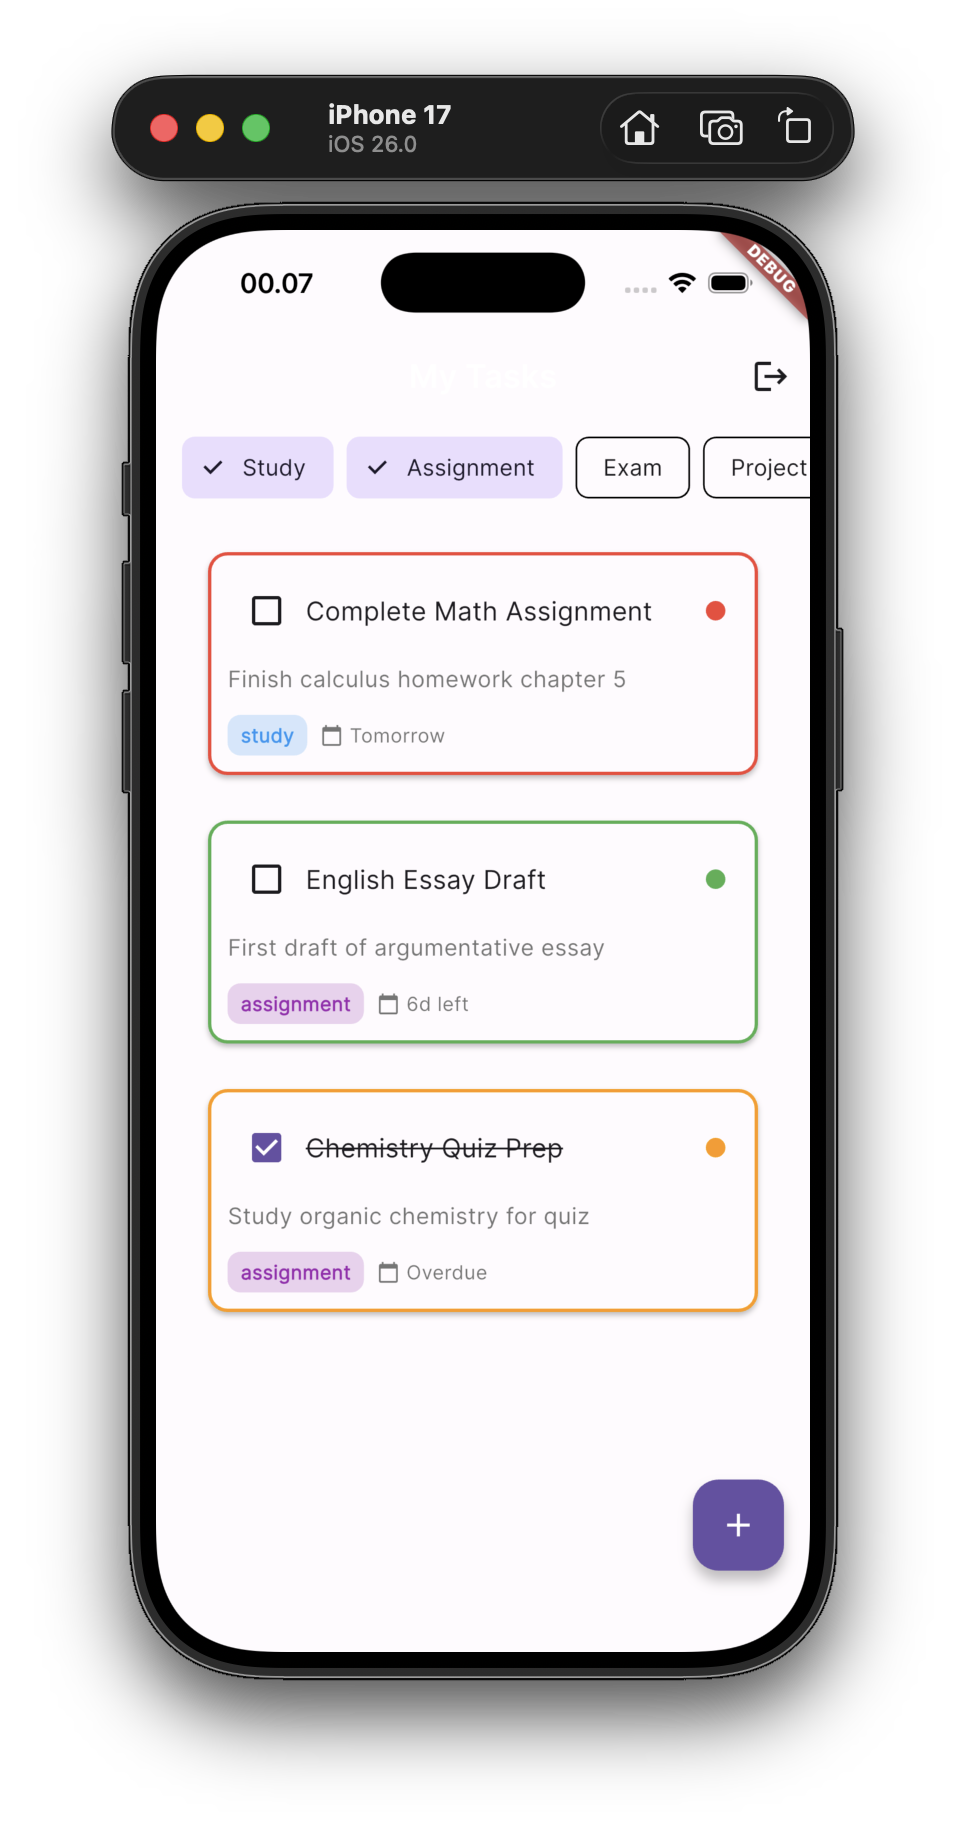 iPhone 17
iOS 26.0
00.07
DEBUG
My Tasks
Study
Assignment
Exam
Project
Complete Math Assignment
Finish calculus homework chapter 5
study
Tomorrow
English Essay Draft
First draft of argumentative essay
assignment
6d left
Chemistry Quiz Prep
Study organic chemistry for quiz
assignment
Overdue